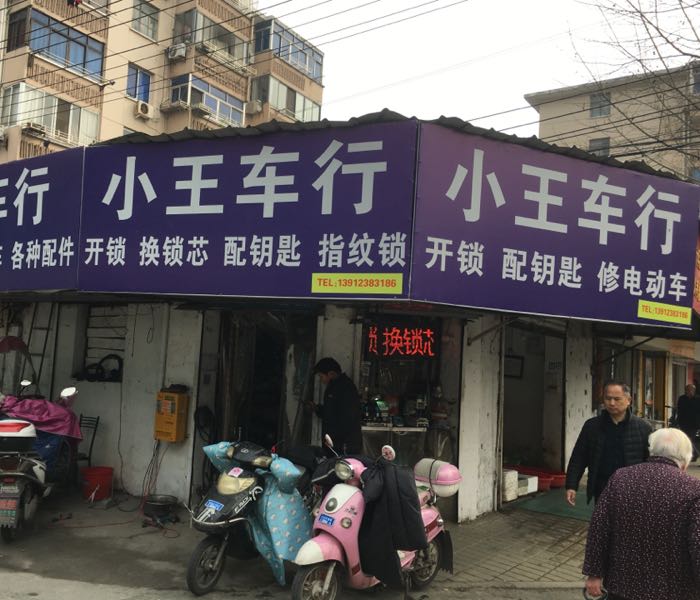 车行
各种配件
小王车行
开锁 换锁芯 配钥匙 指纹锁
TEL:13912383186
小王车行
开锁 配钥匙 修电动车
TEL:13912383186
换锁芯